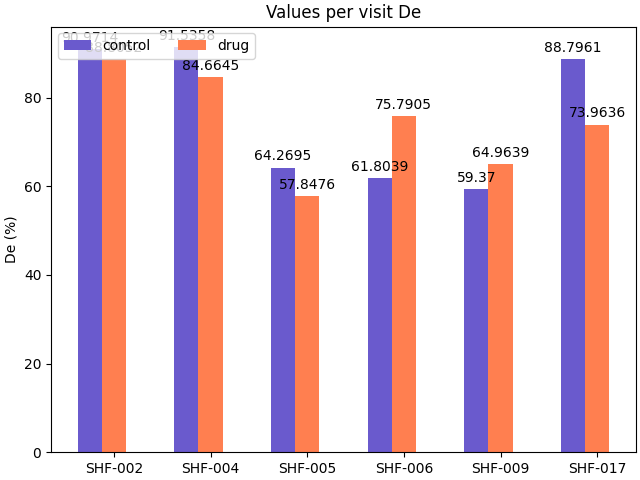 Values per visit De
90.9714
91.5358
control
drug
84.6645
64.2695
57.8476
61.8039
75.7905
59.37
64.9639
88.7961
73.9636
De (%)
80
60
40
20
0
SHF-002
SHF-004
SHF-005
SHF-006
SHF-009
SHF-017